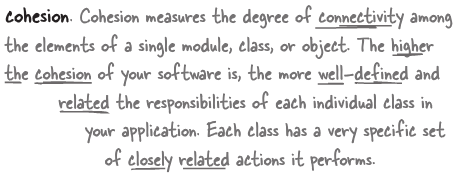 Cohesion. Cohesion measures the degree of connectivity among
the elements of a single module, class, or object. The higher
the cohesion of your software is, the more well-defined and
related the responsibilities of each individual class in
your application. Each class has a very specific set
of closely related actions it performs.